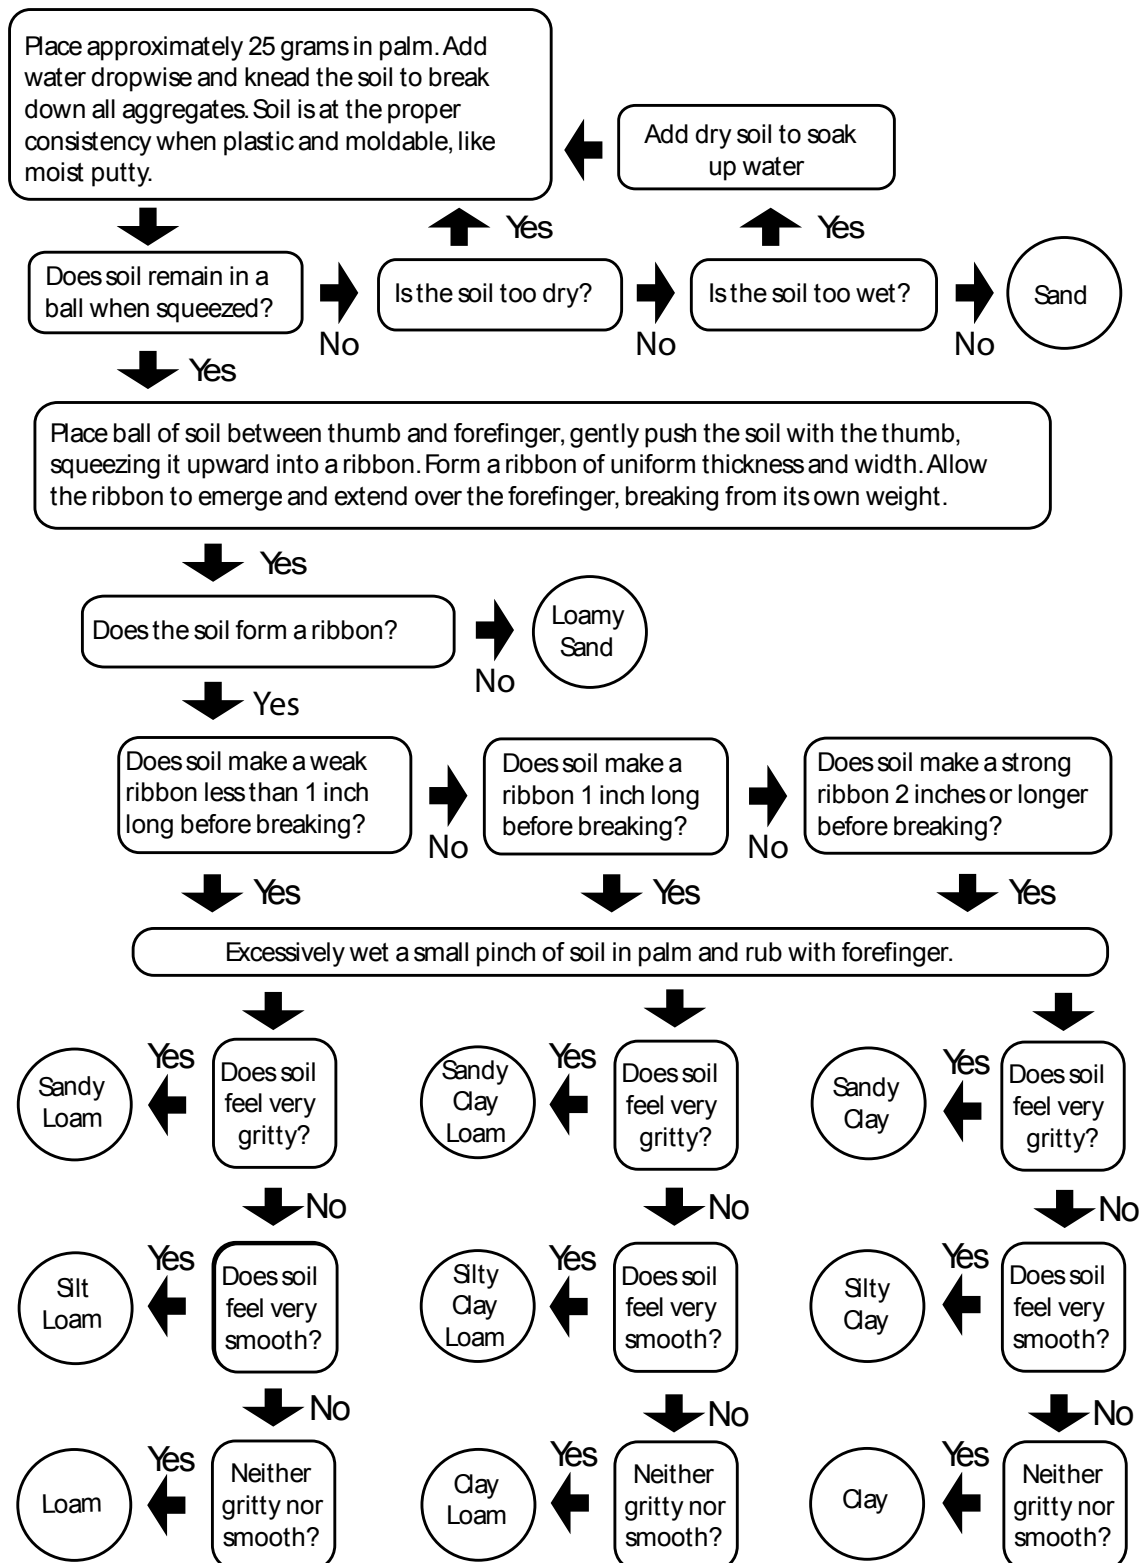 Place approximately 25 grams in palm. Add
water dropwise and knead the soil to break
down all aggregates. Soil is at the proper
consistency when plastic and moldable, like
moist putty.
Add dry soil to soak
up water
Yes
Yes
Does soil remain in a
ball when squeezed?
No
Is the soil too dry?
No
Is the soil too wet?
No
Sand
Yes
Place ball of soil between thumb and forefinger, gently push the soil with the thumb,
squeezing it upward into a ribbon. Form a ribbon of uniform thickness and width. Allow
the ribbon to emerge and extend over the forefinger, breaking from its own weight.
Yes
Does the soil form a ribbon?
No
Loamy
Sand
Yes
Does soil make a weak
ribbon less than 1 inch
long before breaking?
No
Does soil make a
ribbon 1 inch long
before breaking?
No
Does soil make a strong
ribbon 2 inches or longer
before breaking?
Yes
Yes
Yes
Excessively wet a small pinch of soil in palm and rub with forefinger.
Sandy
Loam
Yes
Does soil
feel very
gritty?
Sandy
Clay
Loam
Yes
Does soil
feel very
gritty?
Sandy
Clay
Yes
Does soil
feel very
gritty?
No
No
No
Silt
Loam
Yes
Does soil
feel very
smooth?
Silty
Clay
Loam
Yes
Does soil
feel very
smooth?
Silty
Clay
Yes
Does soil
feel very
smooth?
No
No
No
Loam
Yes
Neither
gritty nor
smooth?
Clay
Loam
Yes
Neither
gritty nor
smooth?
Clay
Yes
Neither
gritty nor
smooth?